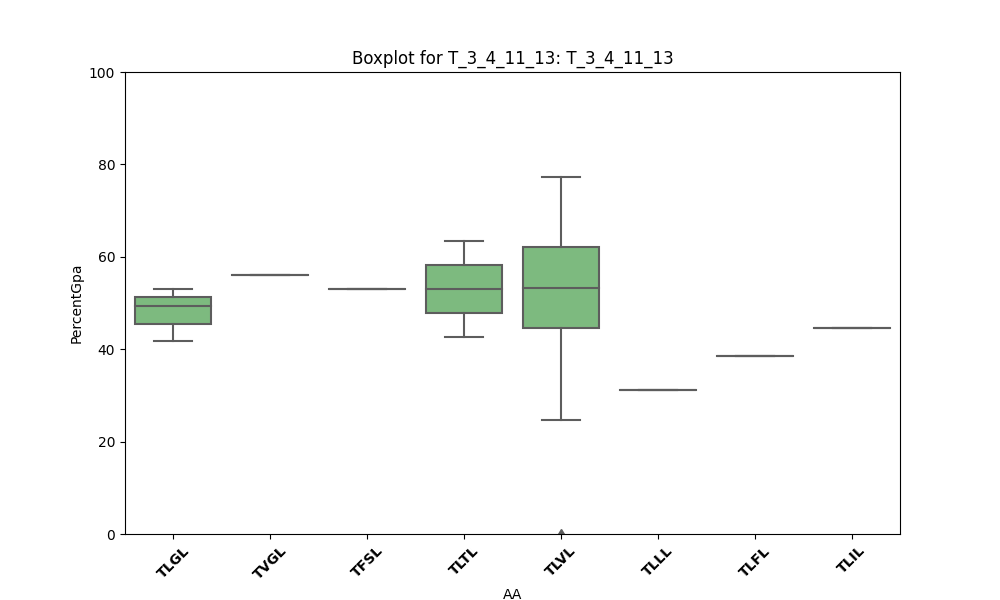 Boxplot for T_3_4_11_13: T_3_4_11_13
100
80
60
40
20
0
PercentGpa
TLGL
TVGL
TFSL
TLTL
TLVL
TLLL
TLFL
TLIL
AA